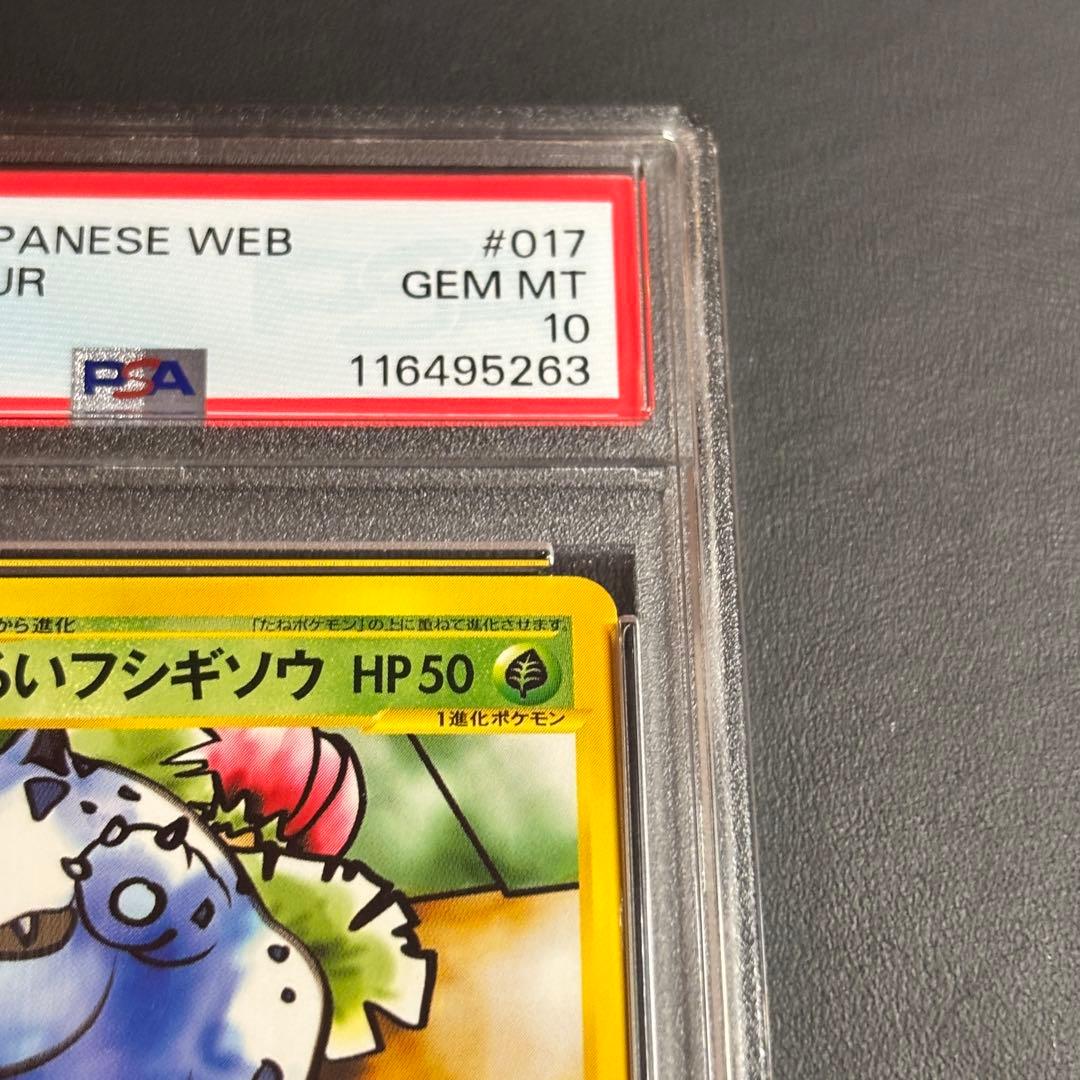 PANESE WEB #017
UR GEM MT
10
PSA 116495263
から進化 「たねポケモン」の上に重ねて進化させます
るいフシギソウ HP50
1進化ポケモン